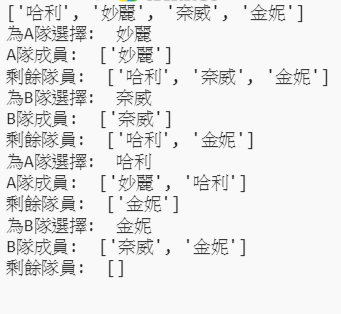 ['哈利', '妙麗', '奈威', '金妮']
為A隊選擇: 妙麗
A隊成員: ['妙麗']
剩餘隊員: ['哈利', '奈威', '金妮']
為B隊選擇: 奈威
B隊成員: ['奈威']
剩餘隊員: ['哈利', '金妮']
為A隊選擇: 哈利
A隊成員: ['妙麗', '哈利']
剩餘隊員: ['金妮']
為B隊選擇: 金妮
B隊成員: ['奈威', '金妮']
剩餘隊員: []